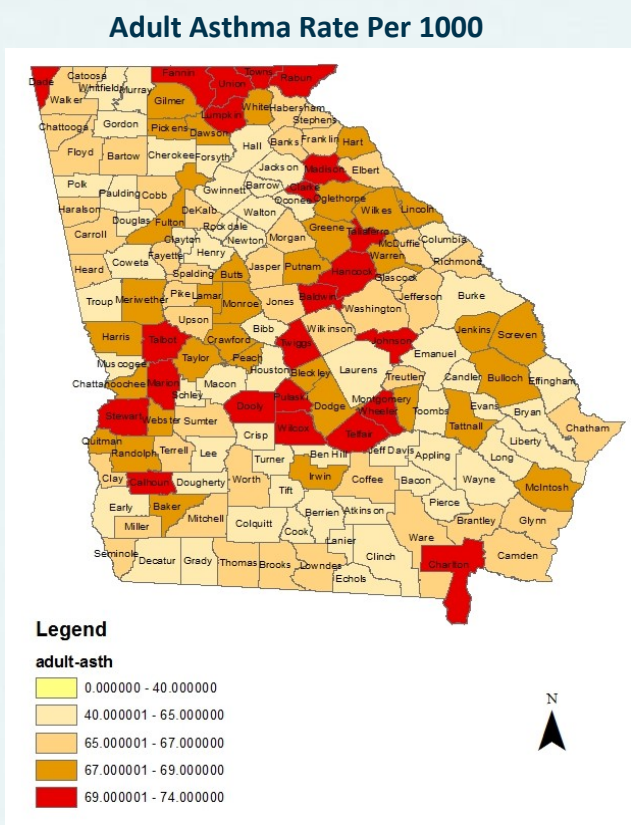 Adult Asthma Rate Per 1000
Dade
Catoosa
Whitfield
Murray
Fannin
Union
Towns
Rabun
Walker
Gilmer
White
Habersham
Lumpkin
Stephens
Chattooga
Gordon
Pickens
Dawson
Hall
Banks
Franklin
Hart
Floyd
Bartow
Cherokee
Forsyth
Jackson
Madison
Elbert
Polk
Paulding
Cobb
Gwinnett
Barrow
Clarke
Oconee
Oglethorpe
Wilkes
Lincoln
Haralson
Douglas
Fulton
DeKalb
Walton
Rockdale
Morgan
Greene
Taliaferro
McDuffie
Columbia
Carroll
Clayton
Newton
Henry
Fayette
Warren
Richmond
Heard
Coweta
Spalding
Butts
Jasper
Putnam
Hancock
Glascock
Troup
Meriwether
Pike
Lamar
Monroe
Jones
Baldwin
Washington
Jefferson
Burke
Upson
Bibb
Wilkinson
Harris
Talbot
Crawford
Twiggs
Johnson
Jenkins
Screven
Taylor
Peach
Emanuel
Muscogee
Houston
Bleckley
Laurens
Treutlen
Candler
Bulloch
Effingham
Chattahoochee
Marion
Schley
Macon
Pulaski
Dodge
Montgomery
Wheeler
Toombs
Evans
Bryan
Stewart
Webster
Sumter
Dooly
Wilcox
Telfair
Tattnall
Chatham
Quitman
Randolph
Terrell
Lee
Crisp
Ben Hill
Jeff Davis
Appling
Long
Liberty
Clay
Calhoun
Dougherty
Worth
Turner
Irwin
Coffee
Bacon
Wayne
McIntosh
Early
Baker
Tift
Miller
Mitchell
Colquitt
Berrien
Atkinson
Pierce
Brantley
Glynn
Cook
Ware
Lanier
Seminole
Decatur
Grady
Thomas
Brooks
Lowndes
Clinch
Charlton
Camden
Echols
Legend
adult-asth
0.000000 - 40.000000
40.000001 - 65.000000
65.000001 - 67.000000
67.000001 - 69.000000
69.000001 - 74.000000
N